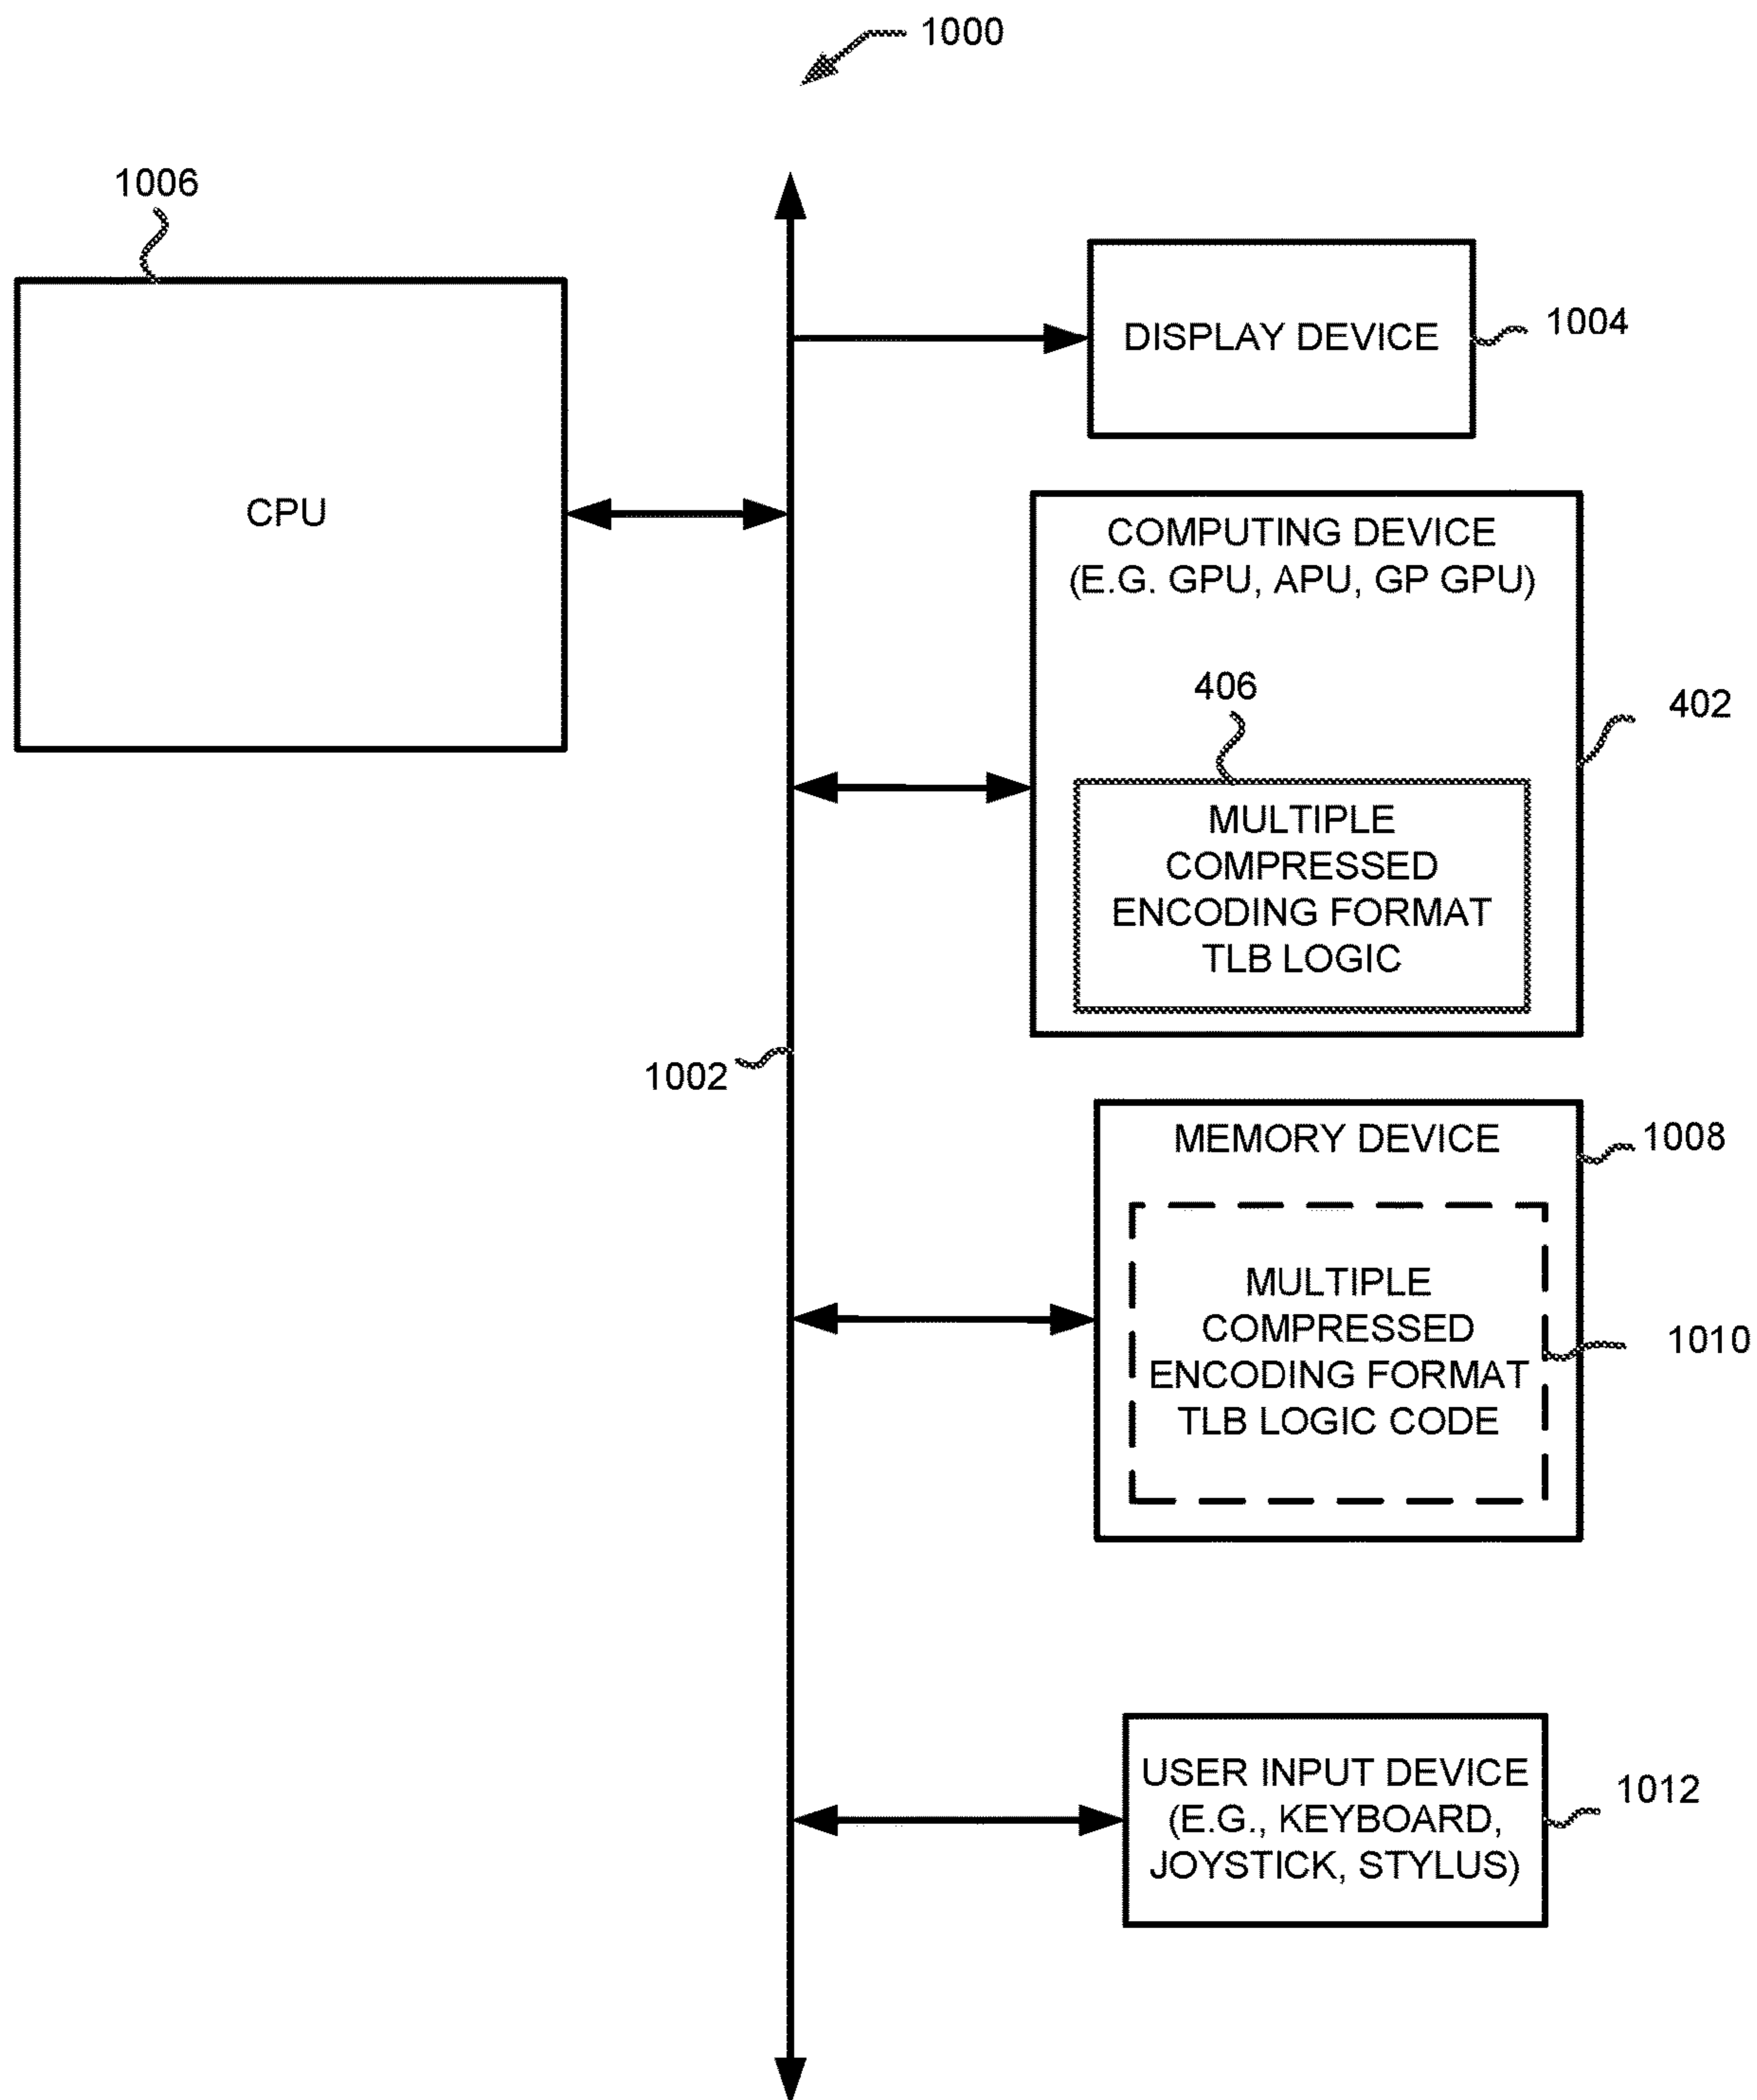 1000
1006
DISPLAY DEVICE
1004
CPU
COMPUTING DEVICE
(E.G. GPU, APU, GP GPU)
406
402
MULTIPLE
COMPRESSED
ENCODING FORMAT
TLB LOGIC
1002
MEMORY DEVICE
1008
MULTIPLE
COMPRESSED
ENCODING FORMAT
TLB LOGIC CODE
1010
USER INPUT DEVICE
(E.G., KEYBOARD,
JOYSTICK, STYLUS)
1012